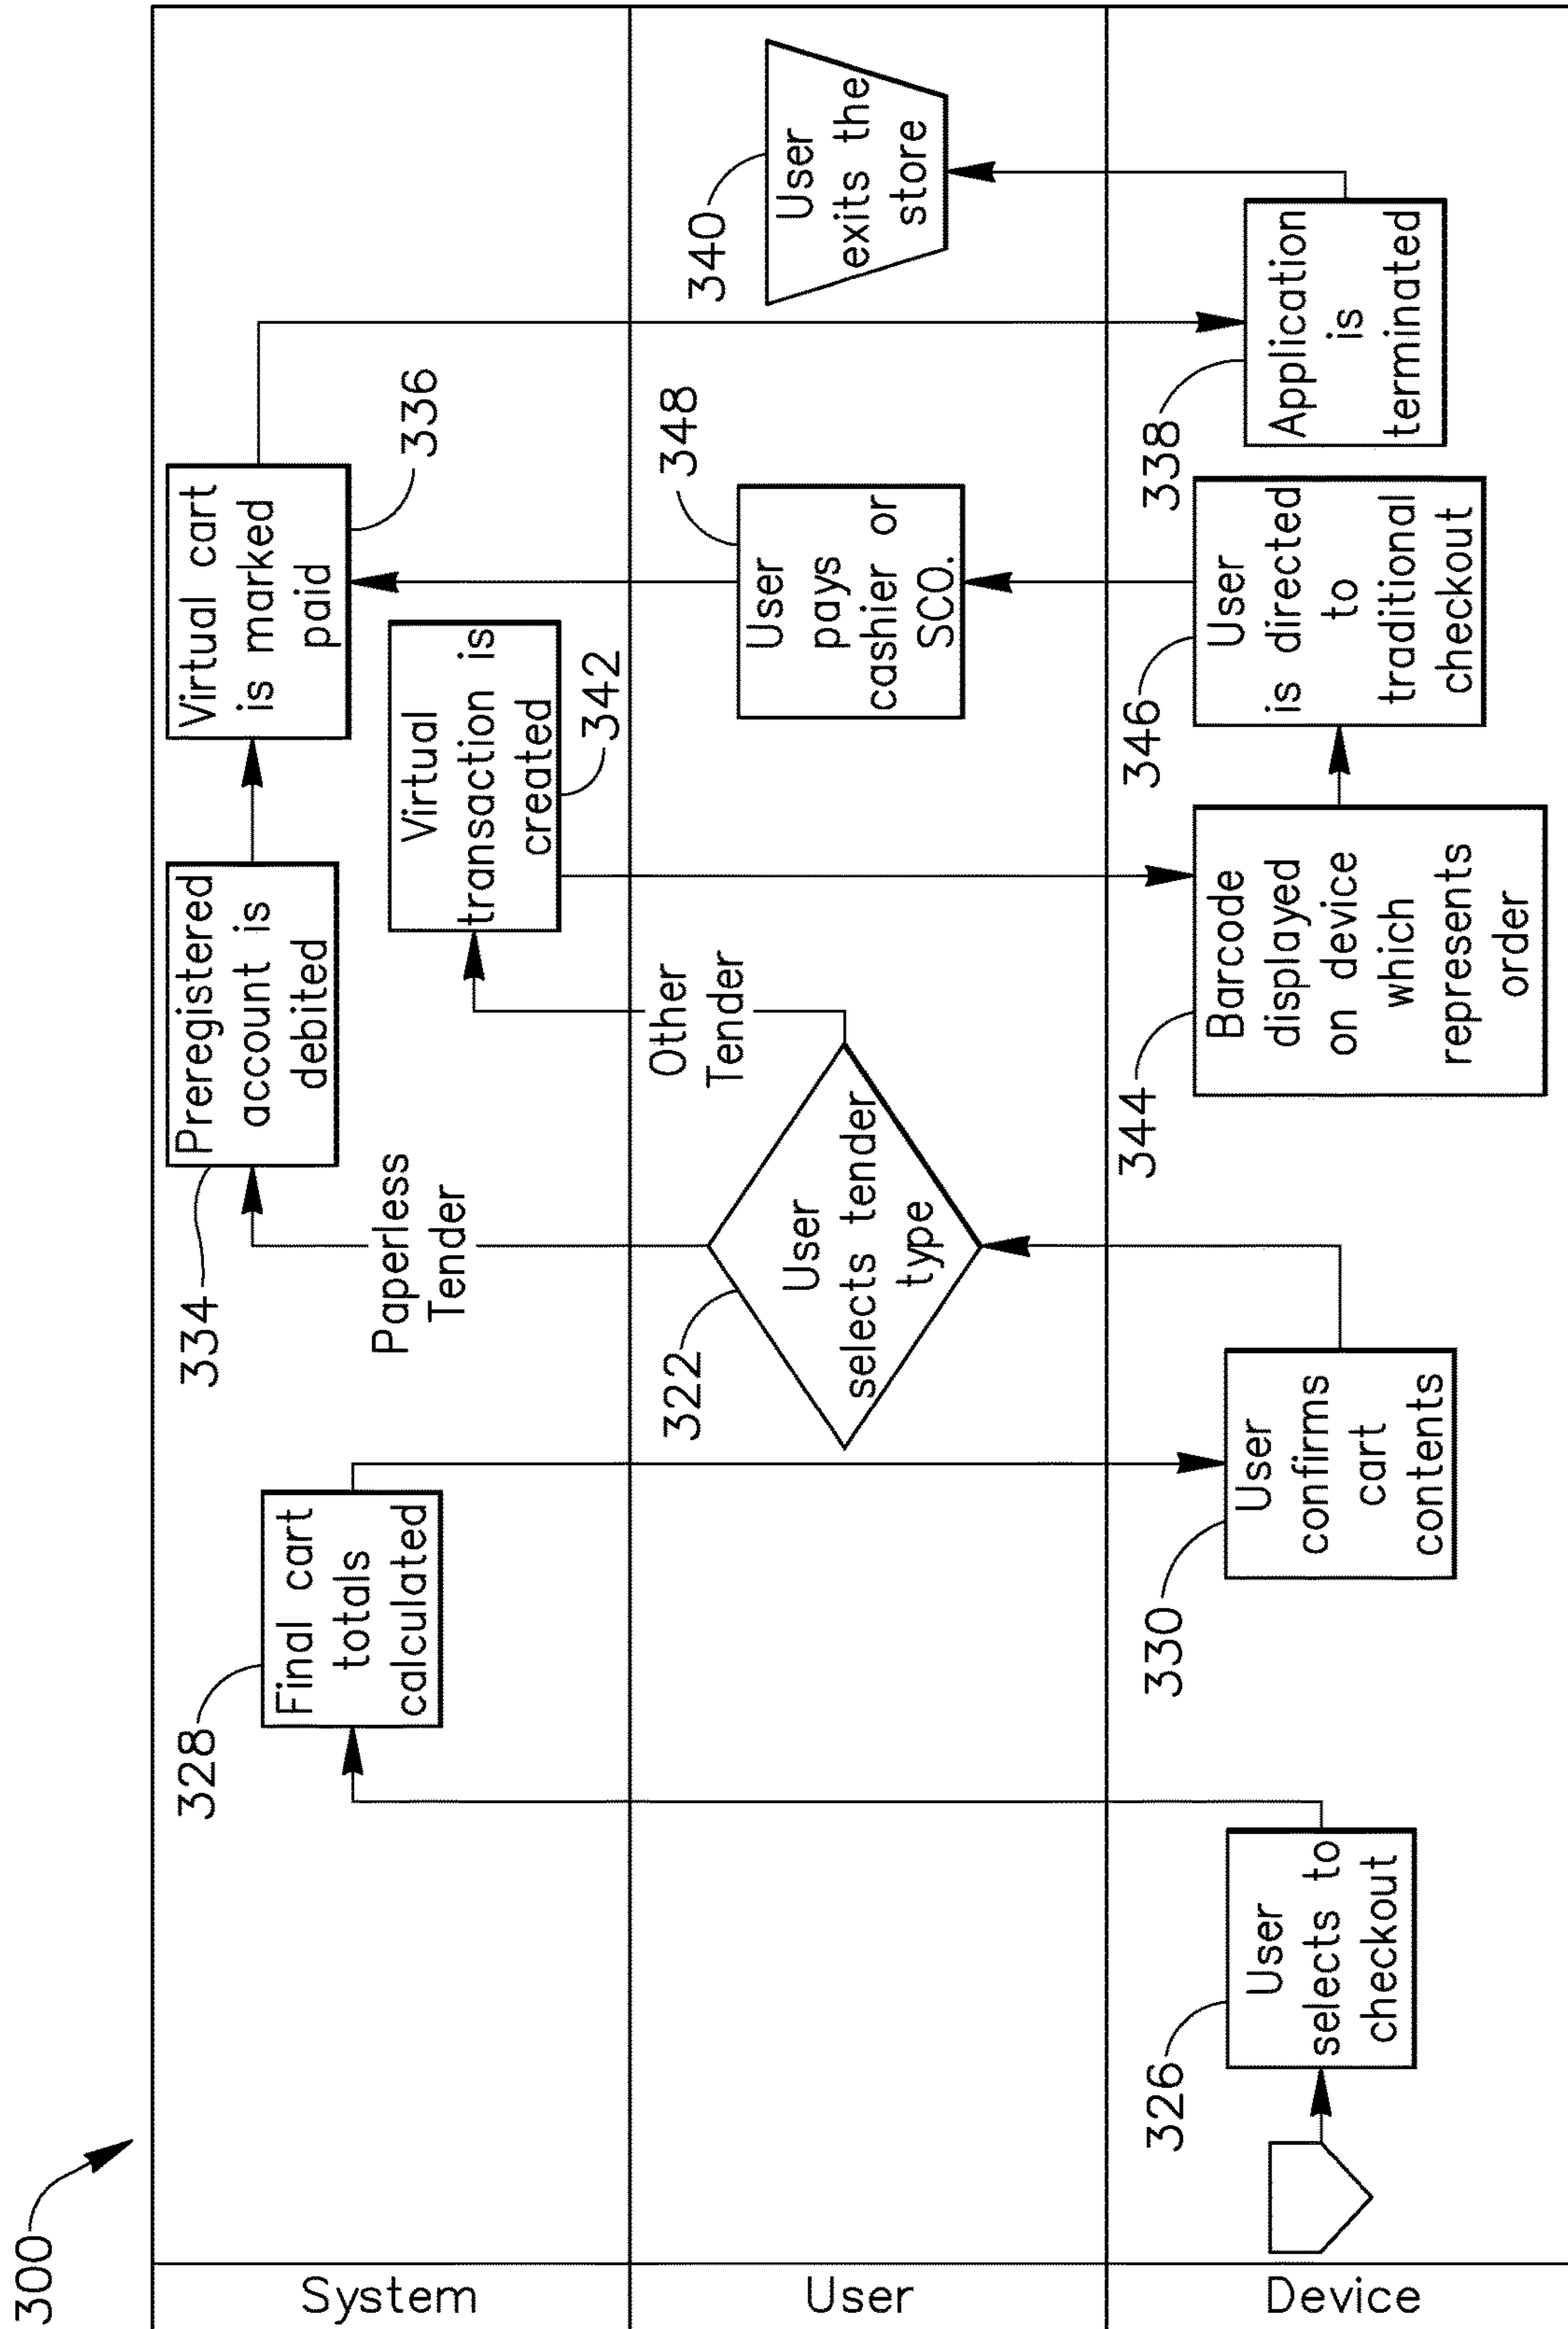 300
System
User
Device
326
User
selects to
checkout
328
Final cart
totals
calculated
330
User
confirms
cart
contents
322
User
selects tender
type
Paperless
Tender
Other
Tender
334
Preregistered
account is
debited
Virtual
transaction is
created
342
344
Barcode
displayed
on device
which
represents
order
346
User
is directed
to
traditional
checkout
348
User
pays
cashier or
SCO.
Virtual cart
is marked
paid
336
338
Application
is
terminated
340
User
exits the
store